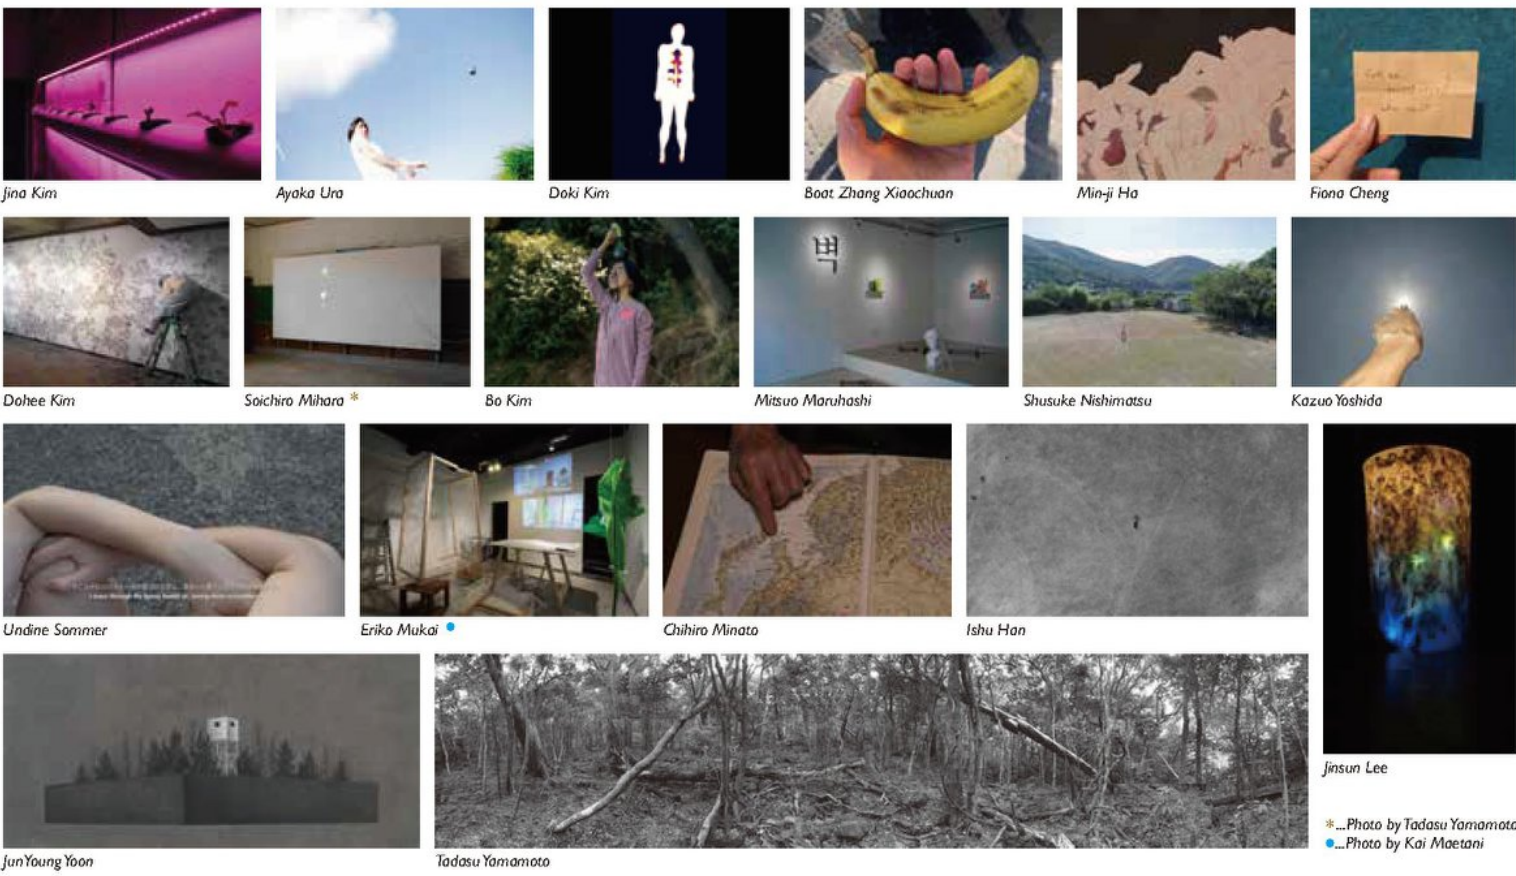 Jina Kim
Ayaka Ura
Doki Kim
Boat Zhang Xiaochuan
Min-ji Ha
Fiona Cheng
Dohee Kim
Soichiro Mihara *
Bo Kim
Mitsuo Maruhashi
Shusuke Nishimatsu
Kazuo Yoshida
Undine Sommer
Eriko Mukai ●
Chihiro Minato
Ishu Han
Jinsun Lee
JunYoung Yoon
Tadasu Yamamoto
*...Photo by Tadasu Yamamoto
●...Photo by Kai Maetani